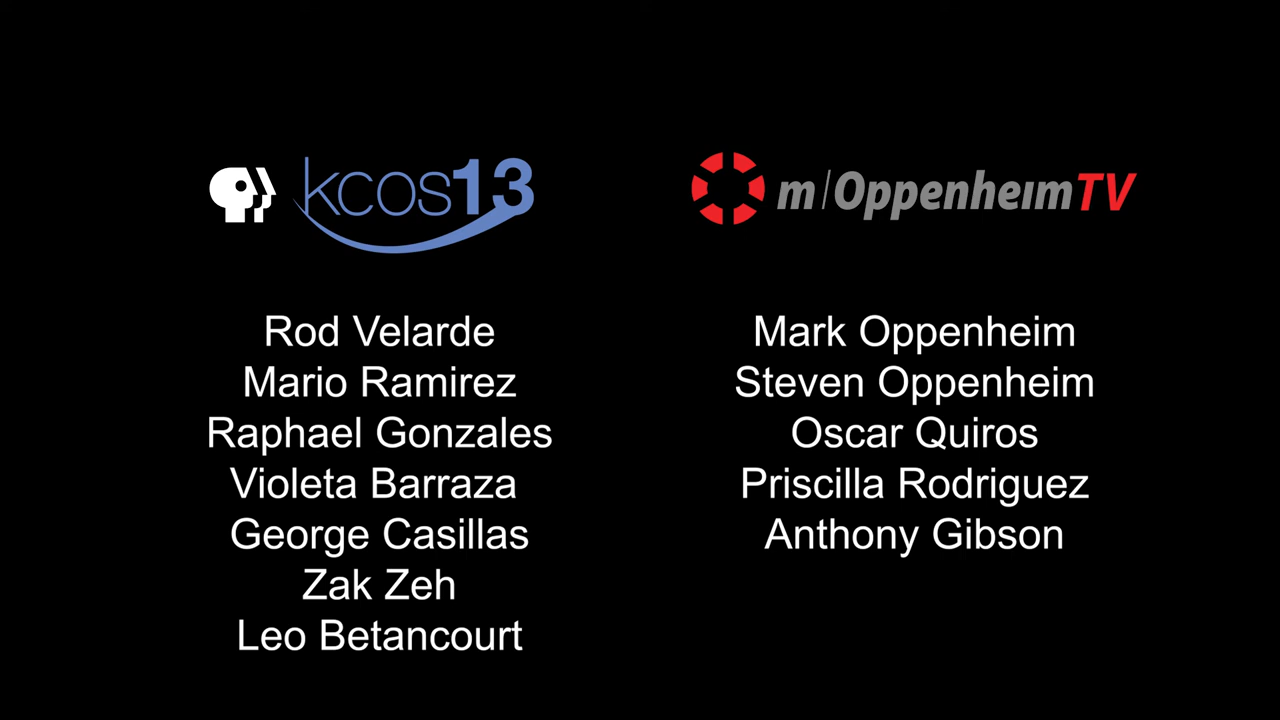 kcos13
Rod Velarde
Mario Ramirez
Raphael Gonzales
Violeta Barraza
George Casillas
Zak Zeh
Leo Betancourt
m/OppenheimTV
Mark Oppenheim
Steven Oppenheim
Oscar Quiros
Priscilla Rodriguez
Anthony Gibson